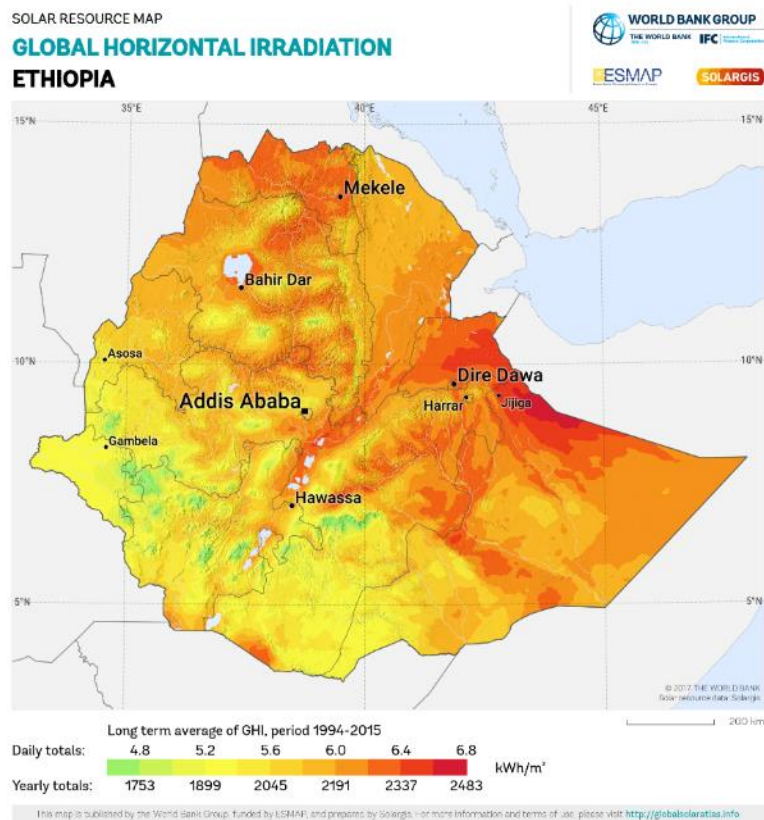 SOLAR RESOURCE MAP
GLOBAL HORIZONTAL IRRADIATION
ETHIOPIA
WORLD BANK GROUP
THE WORLD BANK
IFC
ESMAP
SOLARGIS
35°E
40°E
45°E
15°N
15°N
Mekele
Bahir Dar
Asosa
10°N
10°N
Dire Dawa
Addis Ababa
Harrar
Jijiga
Gambela
Hawassa
5°N
5°N
© 2017 THE WORLD BANK
Solar resource data: Solargis
200 km
Long term average of GHI, period 1994-2015
Daily totals: 4.8 5.2 5.6 6.0 6.4 6.8
kWh/m²
Yearly totals: 1753 1899 2045 2191 2337 2483
This map is published by the World Bank Group, funded by ESMAP, and prepared by Solargis. For more information and terms of use, please visit http://globalsolaratlas.info